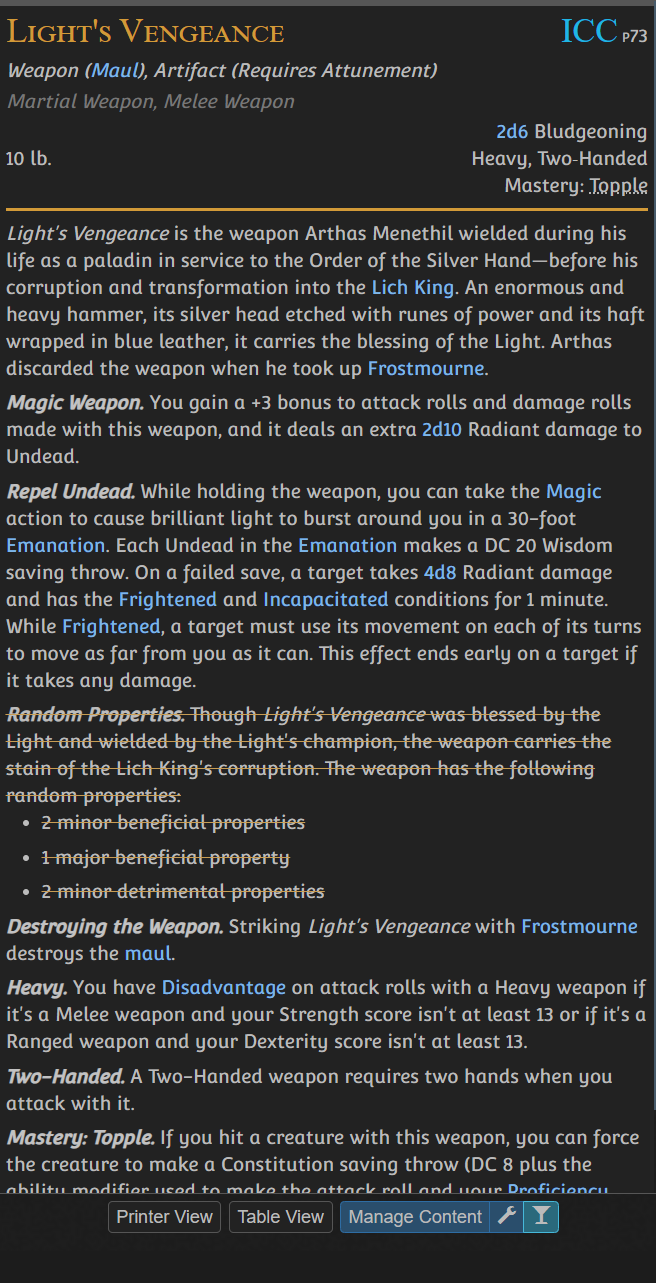 Light's Vengeance ICC P73
Weapon (Maul), Artifact (Requires Attunement)
Martial Weapon, Melee Weapon
2d6 Bludgeoning
10 lb. Heavy, Two-Handed
Mastery: Topple
Light's Vengeance is the weapon Arthas Menethil wielded during his
life as a paladin in service to the Order of the Silver Hand—before his
corruption and transformation into the Lich King. An enormous and
heavy hammer, its silver head etched with runes of power and its haft
wrapped in blue leather, it carries the blessing of the Light. Arthas
discarded the weapon when he took up Frostmourne.
Magic Weapon. You gain a +3 bonus to attack rolls and damage rolls
made with this weapon, and it deals an extra 2d10 Radiant damage to
Undead.
Repel Undead. While holding the weapon, you can take the Magic
action to cause brilliant light to burst around you in a 30-foot
Emanation. Each Undead in the Emanation makes a DC 20 Wisdom
saving throw. On a failed save, a target takes 4d8 Radiant damage
and has the Frightened and Incapacitated conditions for 1 minute.
While Frightened, a target must use its movement on each of its turns
to move as far from you as it can. This effect ends early on a target if
it takes any damage.
Random Properties. Though Light's Vengeance was blessed by the
Light and wielded by the Light's champion, the weapon carries the
stain of the Lich King's corruption. The weapon has the following
random properties:
• 2 minor beneficial properties
• 1 major beneficial property
• 2 minor detrimental properties
Destroying the Weapon. Striking Light's Vengeance with Frostmourne
destroys the maul.
Heavy. You have Disadvantage on attack rolls with a Heavy weapon if
it's a Melee weapon and your Strength score isn't at least 13 or if it's a
Ranged weapon and your Dexterity score isn't at least 13.
Two-Handed. A Two-Handed weapon requires two hands when you
attack with it.
Mastery: Topple. If you hit a creature with this weapon, you can force
the creature to make a Constitution saving throw (DC 8 plus the
ability modifier used to make the attack roll and your Proficiency
Printer View Table View Manage Content